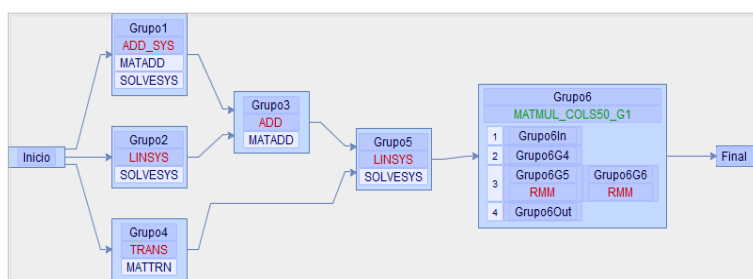 Grupo1
ADD_SYS
MATADD
SOLVESYS
Grupo3
ADD
MATADD
Grupo6
MATMUL_COLS50_G1
1 Grupo6In
2 Grupo6G4
3 Grupo6G5 Grupo6G6
RMM RMM
4 Grupo6Out
Inicio
Grupo2
LINSYS
SOLVESYS
Grupo5
LINSYS
SOLVESYS
Final
Grupo4
TRANS
MATTRN